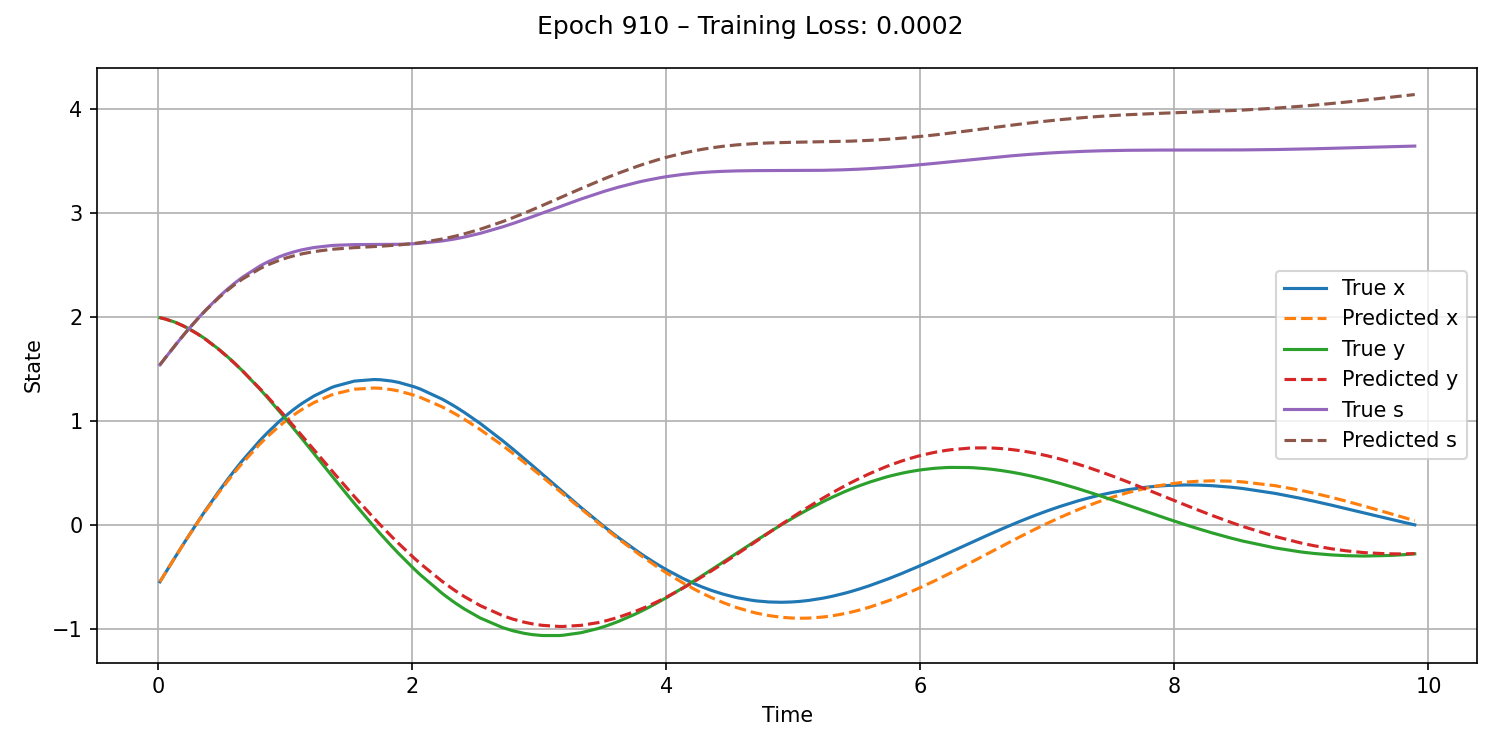 Epoch 910 – Training Loss: 0.0002
4
3
2
1
0
−1
State
True x
Predicted x
True y
Predicted y
True s
Predicted s
0 2 4 6 8 10
Time